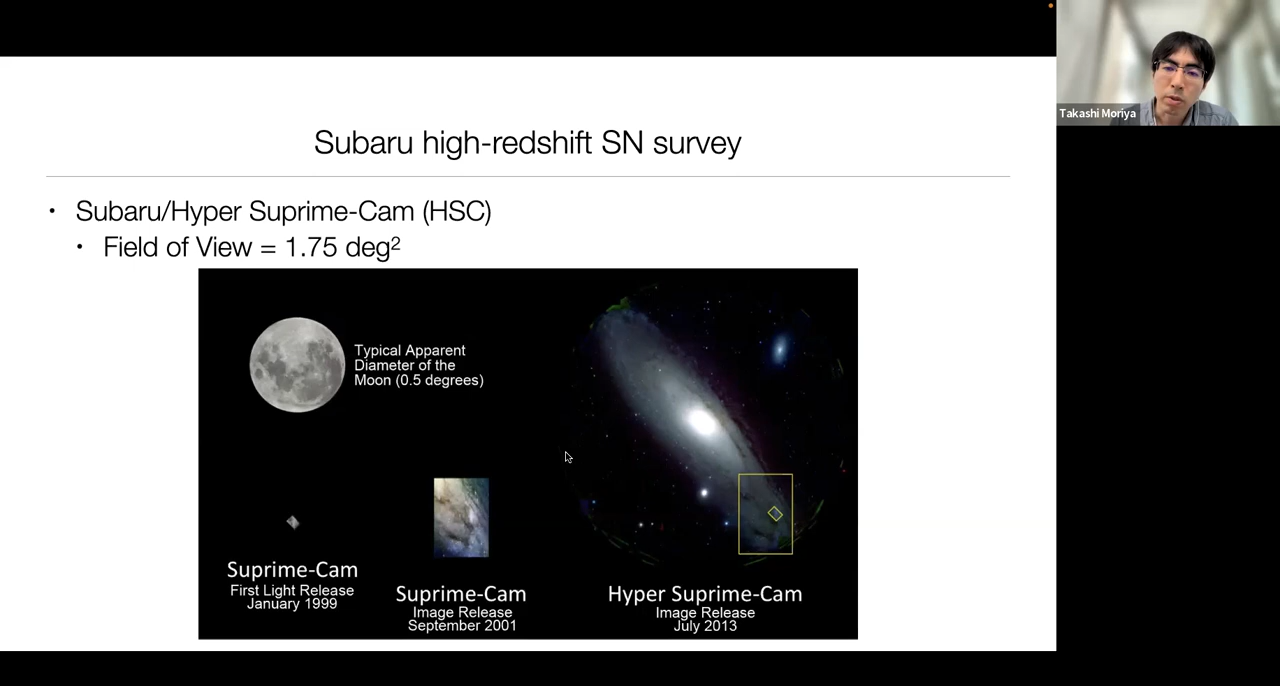 Takashi Moriya
Subaru high-redshift SN survey
• Subaru/Hyper Suprime-Cam (HSC)
• Field of View = 1.75 deg²
Typical Apparent
Diameter of the
Moon (0.5 degrees)
Suprime-Cam
First Light Release
January 1999
Suprime-Cam
Image Release
September 2001
Hyper Suprime-Cam
Image Release
July 2013